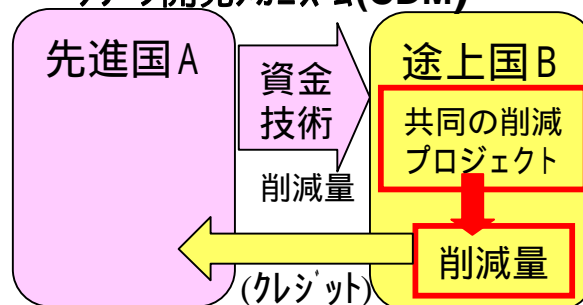 クリーン開発メカニズム(CDM)
先進国A
資金
技術
削減量
途上国B
共同の削減
プロジェクト
削減量
(クレジット)